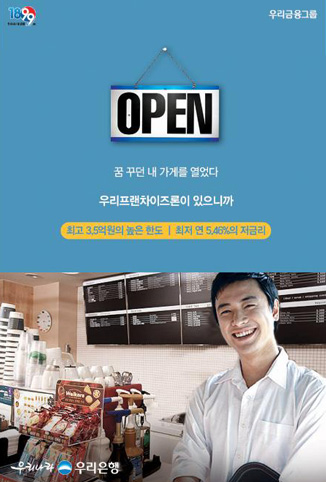 1899
우리금융그룹
OPEN
꿈 꾸던 내 가게를 열었다
우리프랜차이즈론이 있으니까
최고 3.5억원의 높은 한도 | 최저 연 5.46%의 저금리
Walkers
우리나라 우리은행